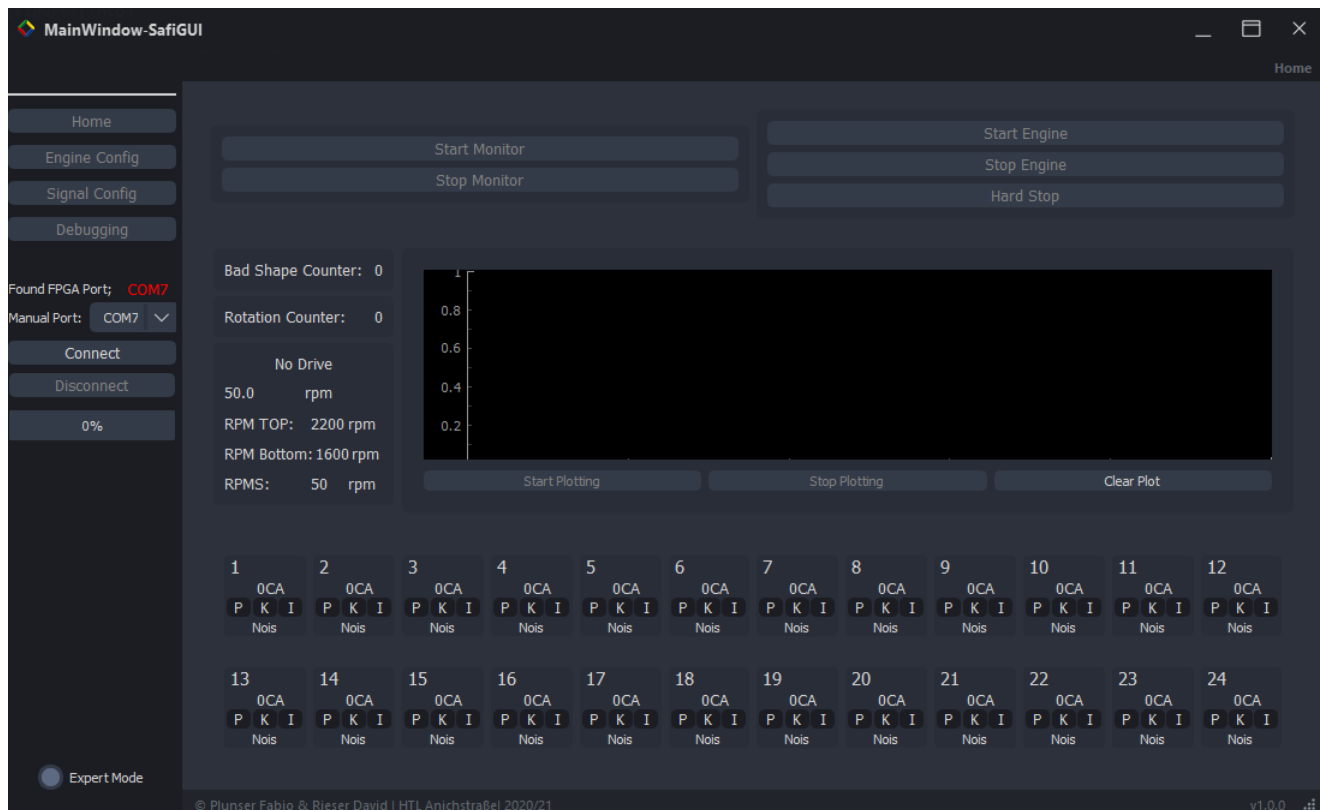 MainWindow-SafiGUI
Home
Home
Engine Config
Signal Config
Debugging
Found FPGA Port; COM7
Manual Port: COM7
Connect
Disconnect
0%
Expert Mode
Start Monitor
Stop Monitor
Start Engine
Stop Engine
Hard Stop
Bad Shape Counter: 0
Rotation Counter: 0
No Drive
50.0 rpm
RPM TOP: 2200 rpm
RPM Bottom: 1600 rpm
RPMS: 50 rpm
1
0.8
0.6
0.4
0.2
Start Plotting Stop Plotting Clear Plot
1 2 3 4 5 6 7 8 9 10 11 12
0CA 0CA 0CA 0CA 0CA 0CA 0CA 0CA 0CA 0CA 0CA 0CA
P K I P K I P K I P K I P K I P K I P K I P K I P K I P K I P K I P K I
Nois Nois Nois Nois Nois Nois Nois Nois Nois Nois Nois Nois
13 14 15 16 17 18 19 20 21 22 23 24
0CA 0CA 0CA 0CA 0CA 0CA 0CA 0CA 0CA 0CA 0CA 0CA
P K I P K I P K I P K I P K I P K I P K I P K I P K I P K I P K I P K I
Nois Nois Nois Nois Nois Nois Nois Nois Nois Nois Nois Nois
© Plunser Fabio & Rieser David | HTL Anichstraße| 2020/21 v1.0.0